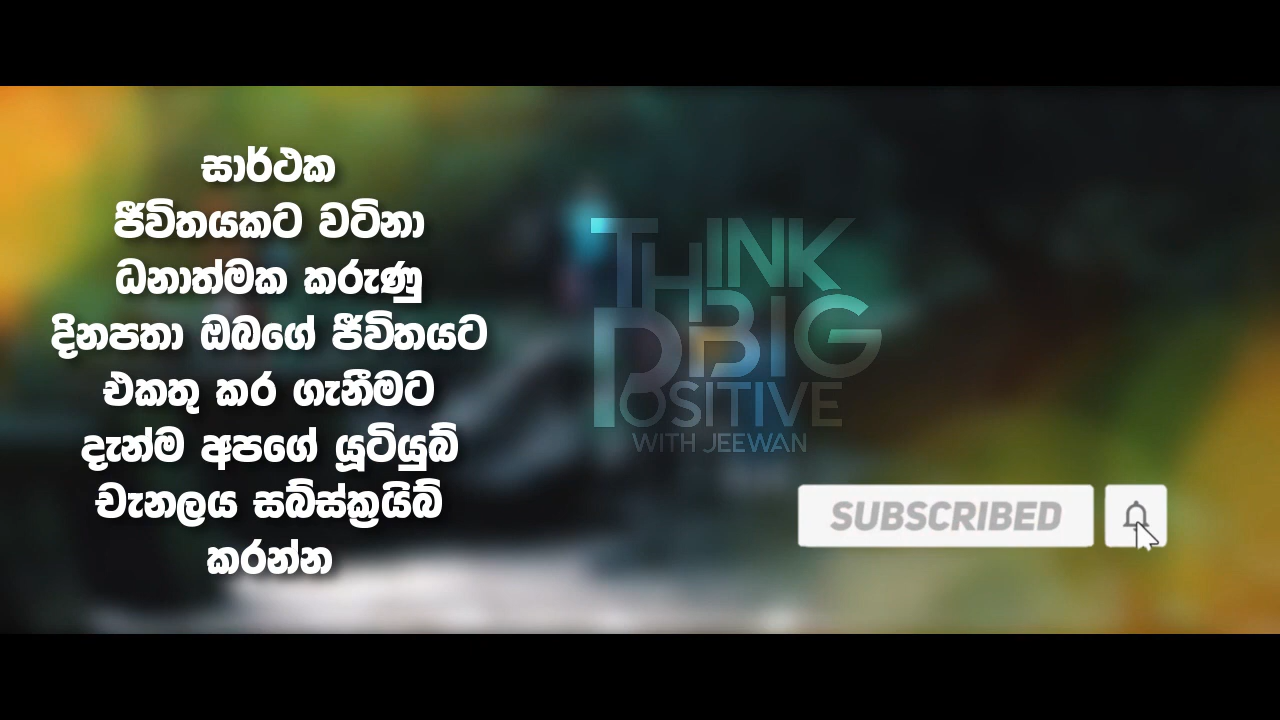 සාර්ථක
ජීවිතයකට වටිනා
ධනාත්මක කරුණු
දිනපතා ඔබගේ ජීවිතයට
එකතු කර ගැනීමට
දැන්ම අපගේ යූටියුබ්
චැනලය සබ්ස්ක්‍රයිබ්
කරන්න
THINK
BIG
POSITIVE
WITH JEEWAN
SUBSCRIBED